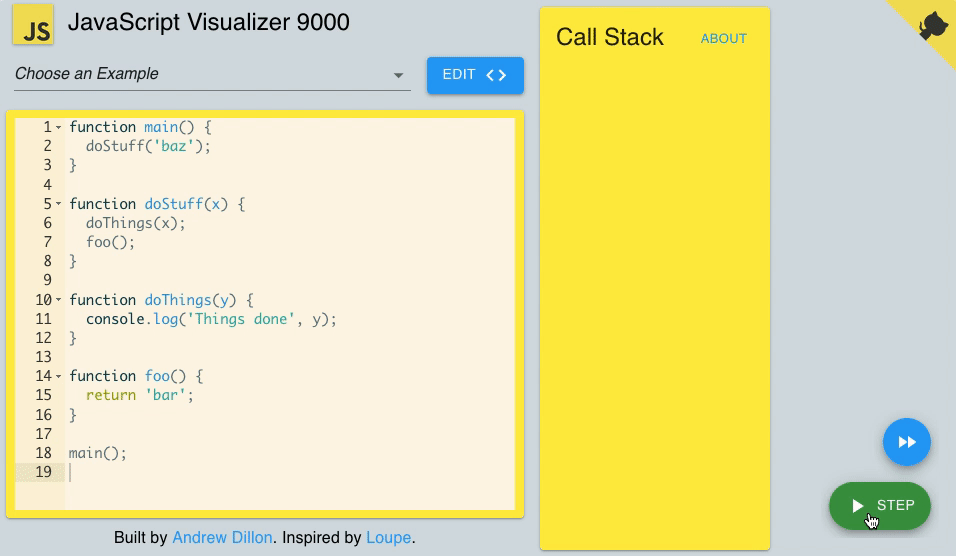 JS
JavaScript Visualizer 9000
Choose an Example
EDIT <>
1 function main() {
2   doStuff('baz');
3 }
4
5 function doStuff(x) {
6   doThings(x);
7   foo();
8 }
9
10 function doThings(y) {
11   console.log('Things done', y);
12 }
13
14 function foo() {
15   return 'bar';
16 }
17
18 main();
19
Built by Andrew Dillon. Inspired by Loupe.
Call Stack
ABOUT
STEP